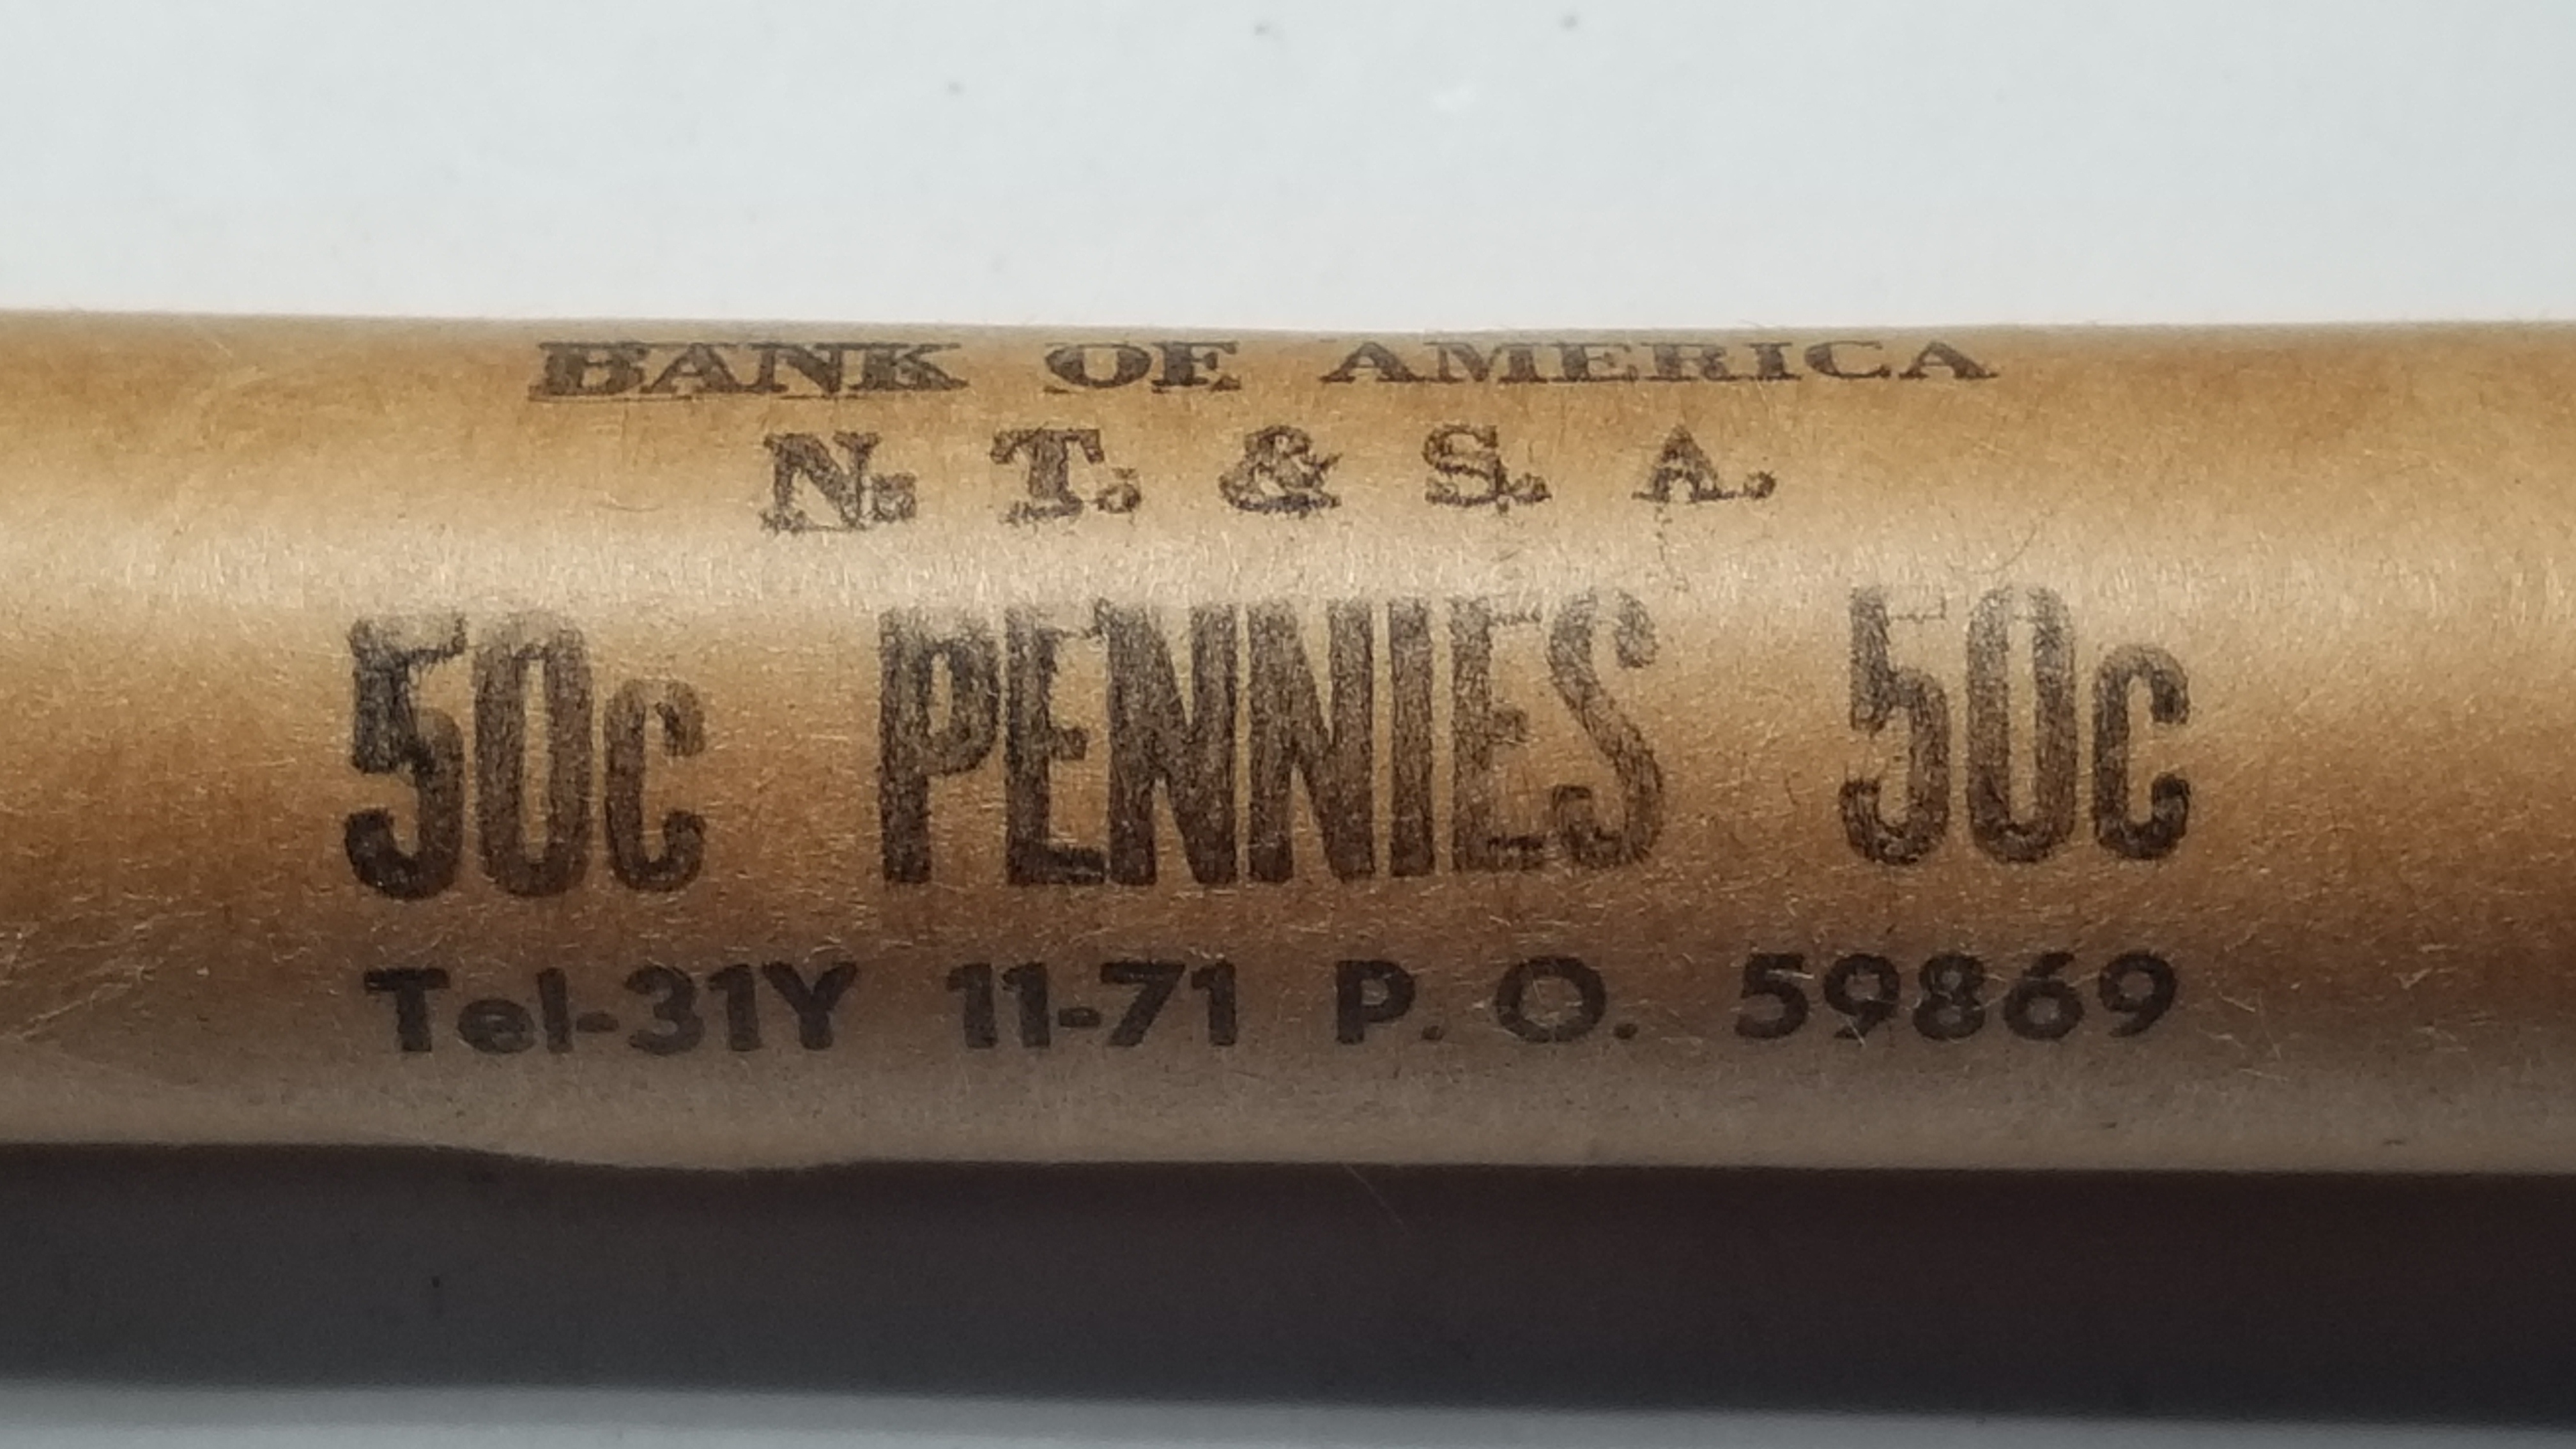 BANK OF AMERICA
N. T. & S. A.
50c PENNIES 50c
Tel-31Y 11-71 P. O. 59869